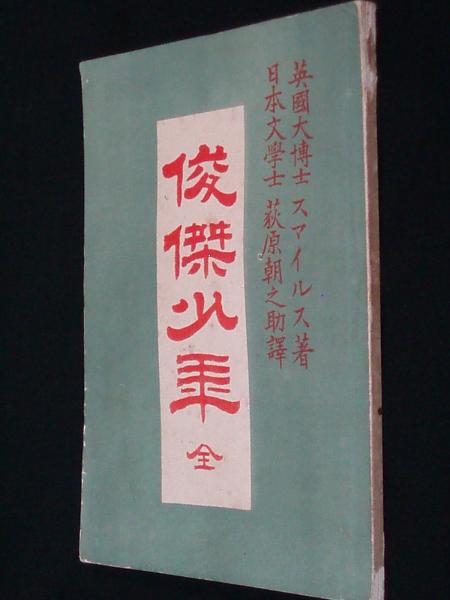 英國大博士 スマイルス著
日本文學士 荻原朝之助譯
俊傑少年 全